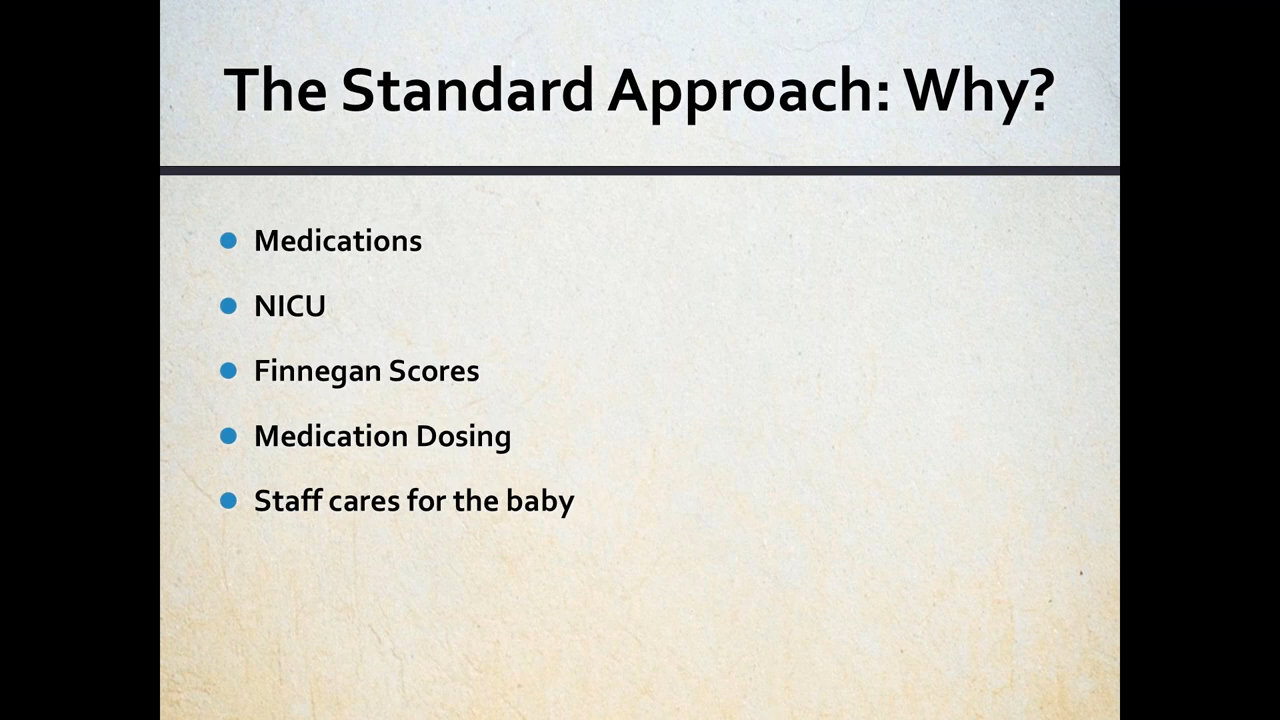 The Standard Approach: Why?
Medications
NICU
Finnegan Scores
Medication Dosing
Staff cares for the baby